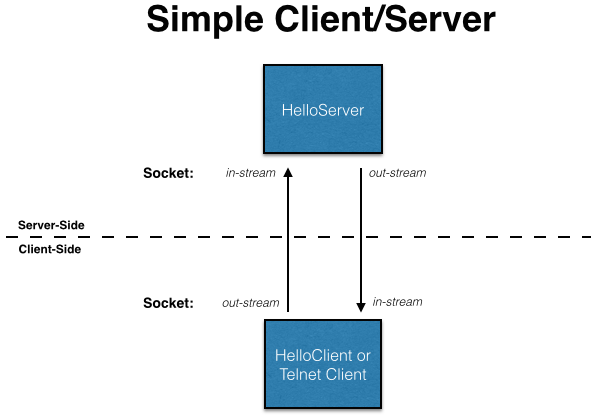 Simple Client/Server
HelloServer
Socket: in-stream out-stream
Server-Side
Client-Side
Socket: out-stream in-stream
HelloClient or
Telnet Client